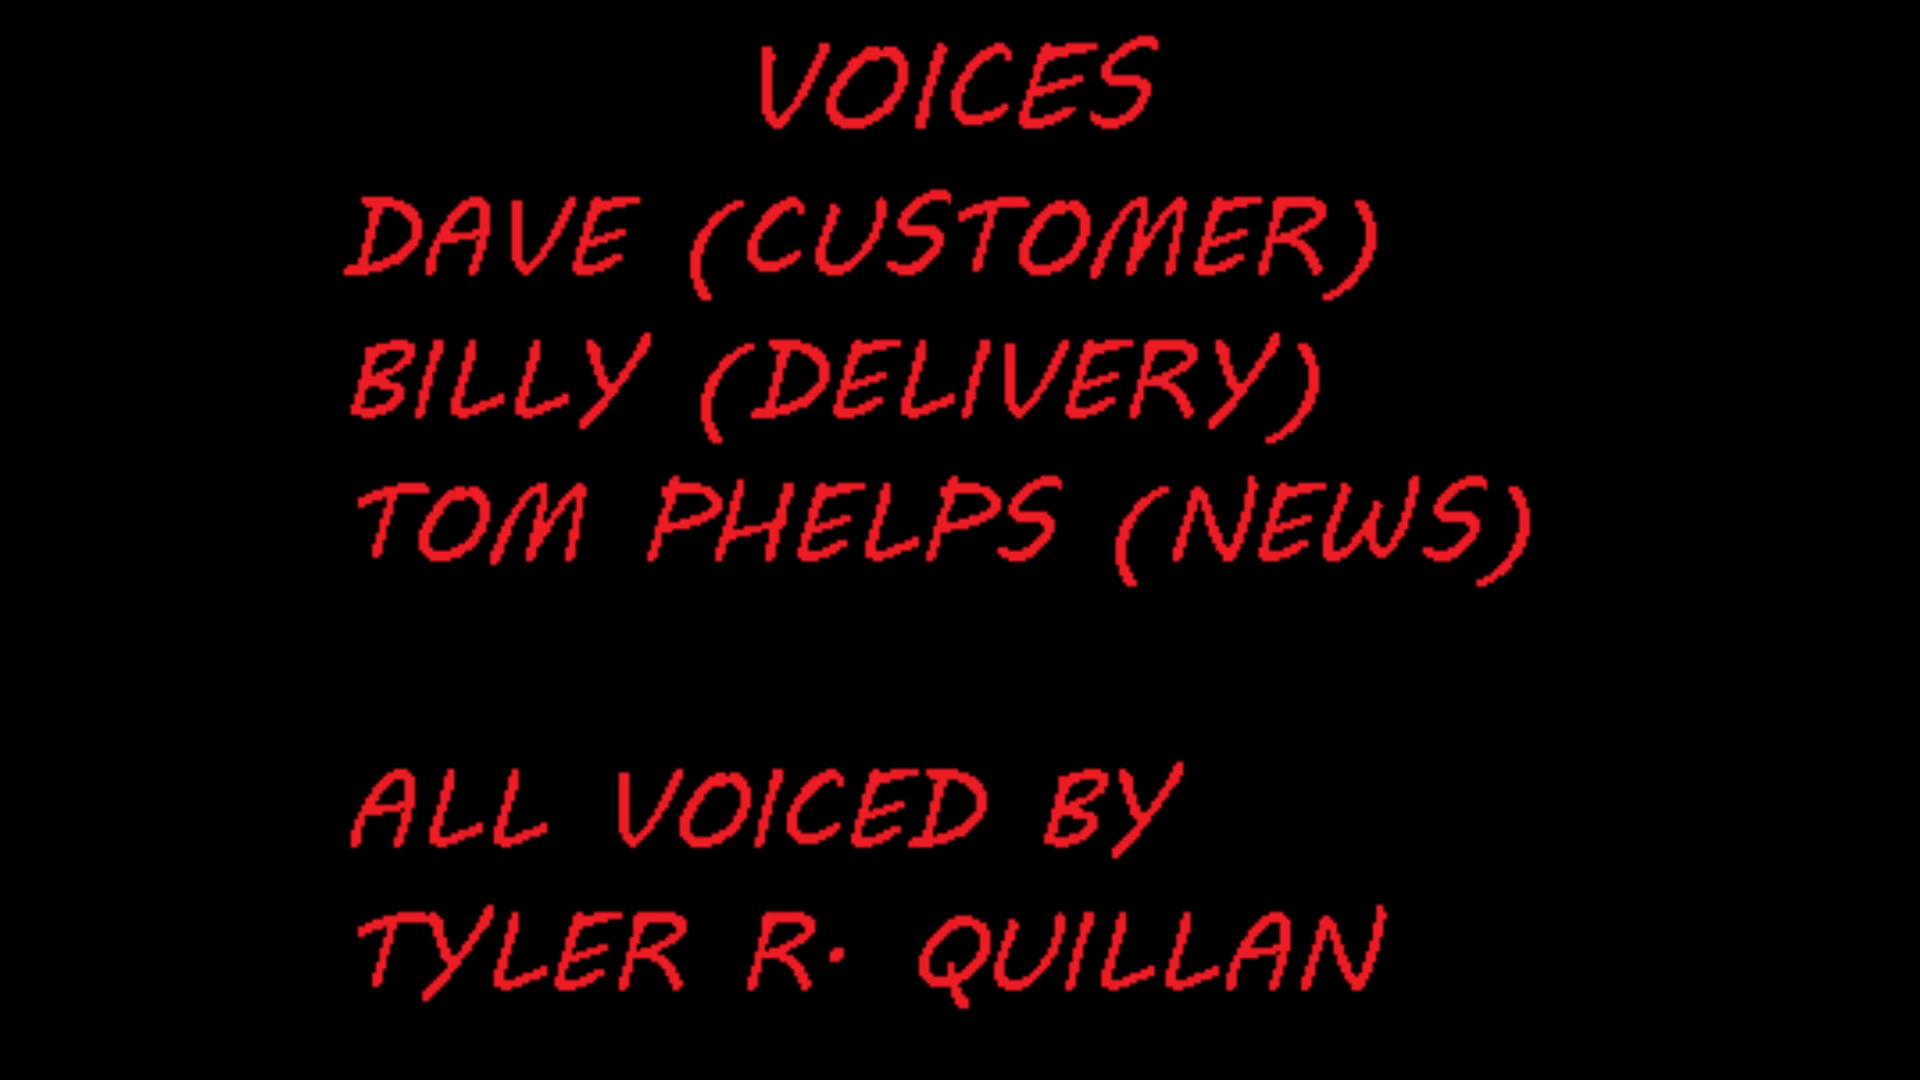 VOICES
DAVE (CUSTOMER)
BILLY (DELIVERY)
TOM PHELPS (NEWS)
ALL VOICED BY
TYLER R. QUILLAN